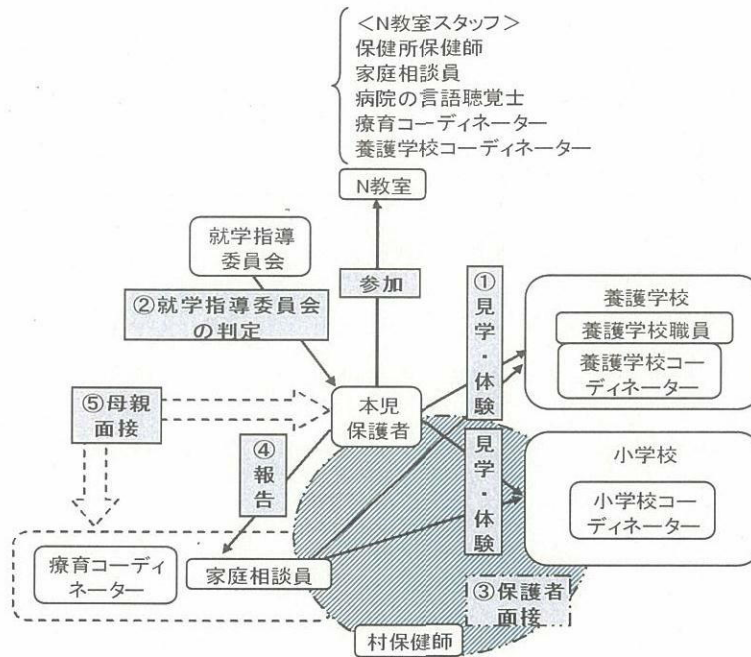 ＜N教室スタッフ＞
保健所保健師
家庭相談員
病院の言語聴覚士
療育コーディネーター
養護学校コーディネーター
N教室
就学指導
委員会
参加
②就学指導委員会
の判定
①見学・体験
養護学校
養護学校職員
養護学校コー
ディネーター
⑤母親
面接
本児
保護者
④報告
見学・体験
小学校
小学校コー
ディネーター
療育コーディ
ネーター
家庭相談員
③保護者
面接
村保健師